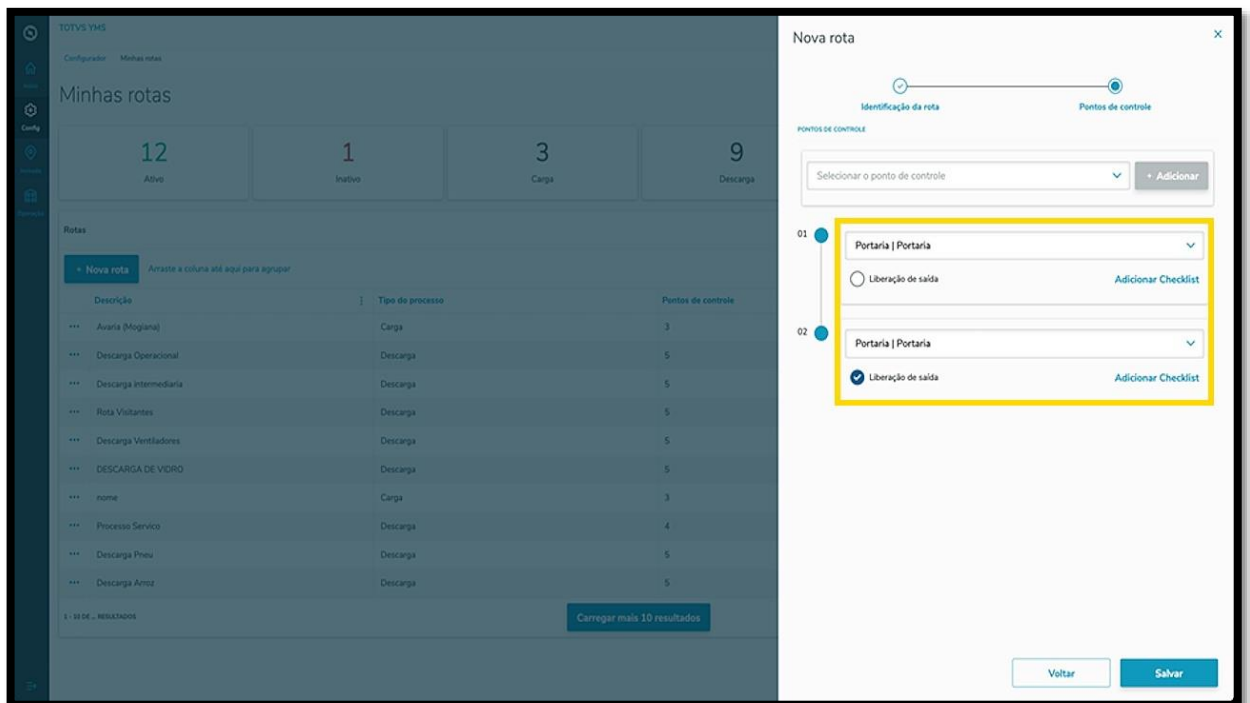 TOTVS YMS
Configurador Minhas rotas
Minhas rotas
Config
12
Ativo
1
Inativo
3
Carga
9
Descarga
Rotas
+ Nova rota Arraste a coluna até aqui para agrupar
Descrição Tipo do processo Pontos de controle
Avaria (Mogiana) Carga 3
Descarga Operacional Descarga 5
Descarga Intermediaria Descarga 5
Rota Visitantes Descarga 5
Descarga Ventiladores Descarga 5
DESCARGA DE VIDRO Descarga 5
nome Carga 3
Processo Servico Descarga 4
Descarga Pneu Descarga 5
Descarga Arroz Descarga 5
1 - 10 DE ... RESULTADOS
Carregar mais 10 resultados
Nova rota X
Identificação da rota Pontos de controle
PONTOS DE CONTROLE
Selecionar o ponto de controle + Adicionar
01 Portaria | Portaria
Liberação de saída Adicionar Checklist
02 Portaria | Portaria
Liberação de saída Adicionar Checklist
Voltar Salvar